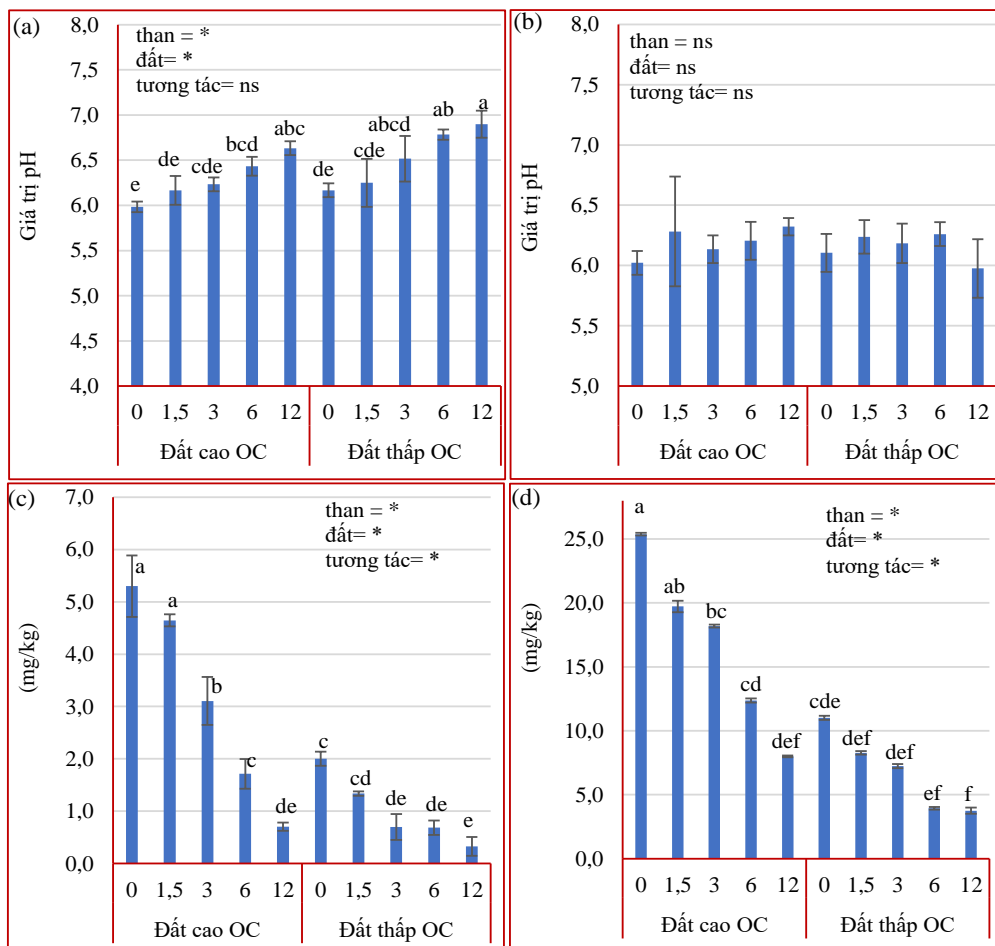 (a)
8,0
7,5
7,0
6,5
6,0
5,5
5,0
4,5
4,0
Giá trị pH
than = *
đất= *
tương tác= ns
e
de
cde
bcd
abc
de
cde
abcd
ab
a
0 1,5 3 6 12 0 1,5 3 6 12
Đất cao OC Đất thấp OC
(b)
8,0
7,5
7,0
6,5
6,0
5,5
5,0
Giá trị pH
than = ns
đất= ns
tương tác= ns
0 1,5 3 6 12 0 1,5 3 6 12
Đất cao OC Đất thấp OC
(c)
7,0
6,0
5,0
4,0
3,0
2,0
1,0
0,0
(mg/kg)
than = *
đất= *
tương tác= *
a
a
b
c
de
c
cd
de
de
e
0 1,5 3 6 12 0 1,5 3 6 12
Đất cao OC Đất thấp OC
(d)
25,0
20,0
15,0
10,0
5,0
0,0
(mg/kg)
than = *
đất= *
tương tác= *
a
ab
bc
cd
def
cde
def
def
ef
f
0 1,5 3 6 12 0 1,5 3 6 12
Đất cao OC Đất thấp OC